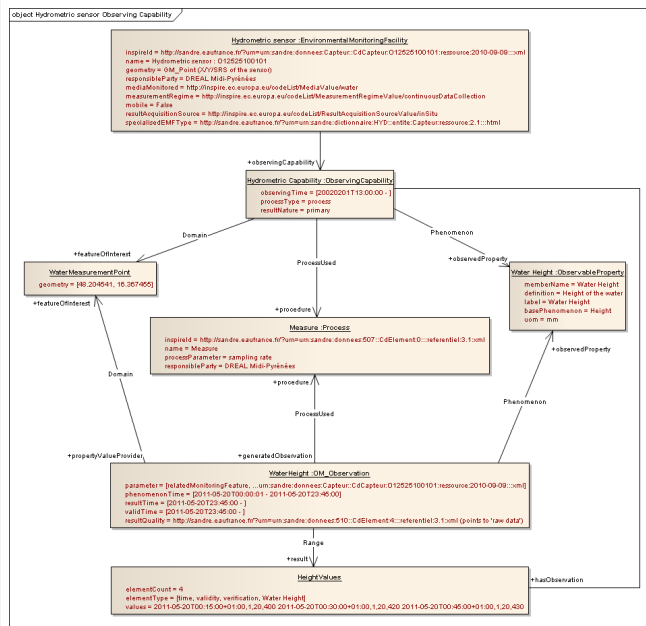 object Hydrometric sensor Observing Capability
Hydrometric sensor :EnvironmentalMonitoringFacility
inspireId = http://sandre.eaufrance.fr/?urn=urn:sandre:donnees:Capteur::CdCapteur:O12525100101:ressource:2010-09-09:::xml
name = Hydrometric sensor : O12525100101
geometry = GM_Point (X/Y/SRS of the sensor)
responsibleParty = DREAL Midi-Pyrénées
mediaMonitored = http://inspire.ec.europa.eu/codeList/MediaValue/water
measurementRegime = http://inspire.ec.europa.eu/codeList/MeasurementRegimeValue/continuousDataCollection
mobile = False
resultAcquisitionSource = http://inspire.ec.europa.eu/codeList/ResultAcquisitionSourceValue/inSitu
specialisedEMFType = http://sandre.eaufrance.fr/?urn=urn:sandre:dictionnaire:HYD::entite:Capteur:ressource:2.1:::html
+observingCapability
Hydrometric Capability :ObservingCapability
observingTime = [20020201T13:00:00 - ]
processType = process
resultNature = primary
Domain
Phenomenon
+featureOfInterest
ProcessUsed
+observedProperty
WaterMeasurementPoint
geometry = [48.204541, 16.367455]
Water Height :ObservableProperty
memberName = Water Height
definition = Height of the water
label = Water Height
basePhenomenon = Height
uom = mm
+featureOfInterest
+procedure
Measure :Process
inspireId = http://sandre.eaufrance.fr/?urn=urn:sandre:donnees:507::CdElement:0:::referentiel:3.1:xml
name = Measure
processParameter = sampling rate
responsibleParty = DREAL Midi-Pyrénées
+observedProperty
Domain
+procedure
Phenomenon
ProcessUsed
+propertyValueProvider
+generatedObservation
WaterHeight :OM_Observation
parameter = [relatedMonitoringFeature, ...urn:sandre:donnees:Capteur::CdCapteur:O12525100101:ressource:2010-09-09:::xml]
phenomenonTime = [2011-05-20T00:00:01 - 2011-05-20T23:45:00]
resultTime = [2011-05-20T23:45:00 - ]
validTime = [2011-05-20T23:45:00 - ]
resultQuality = http://sandre.eaufrance.fr/?urn=urn:sandre:donnees:510::CdElement:4:::referentiel:3.1:xml (points to 'raw data')
Range
+result
+hasObservation
HeightValues
elementCount = 4
elementType = [time, validity, verification, Water Height]
values = 2011-05-20T00:15:00+01:00,1,20,400 2011-05-20T00:30:00+01:00,1,20,420 2011-05-20T00:45:00+01:00,1,20,430